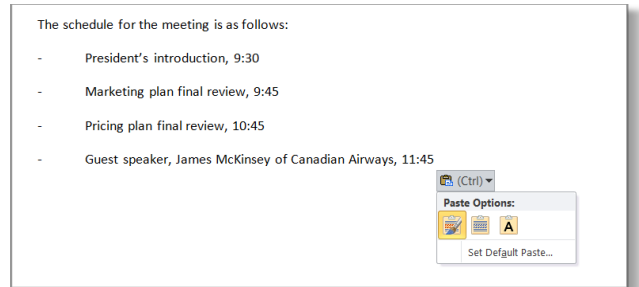 The schedule for the meeting is as follows:
- President's introduction, 9:30
- Marketing plan final review, 9:45
- Pricing plan final review, 10:45
- Guest speaker, James McKinsey of Canadian Airways, 11:45
(Ctrl)
Paste Options:
A
Set Default Paste...